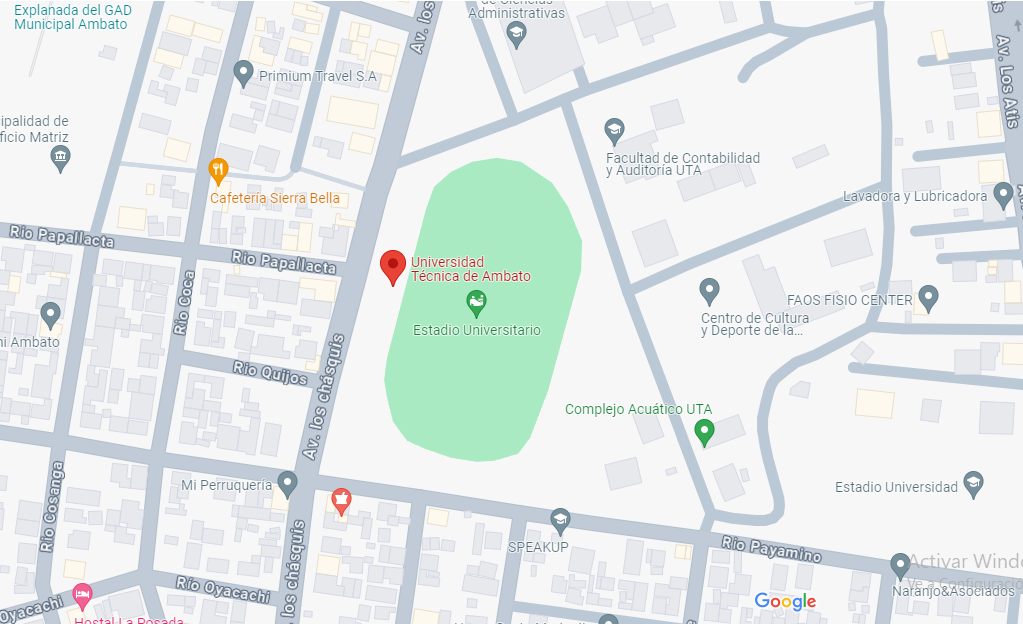 Explanada del GAD
Municipal Ambato
Av. los
de Ciencias
Administrativas
Primium Travel S.A
Av. Los Atis
cipalidad de
ficio Matriz
Facultad de Contabilidad
y Auditoría UTA
Cafetería Sierra Bella
Lavadora y Lubricadora
Rio Papallacta
Rio Papallacta
Universidad
Técnica de Ambato
Rio Coca
Estadio Universitario
FAOS FISIO CENTER
Centro de Cultura
y Deporte de la...
ni Ambato
Rio Quijos
Av. los chásquis
Complejo Acuático UTA
Mi Perruqueria
Estadio Universidad
Rio Cosanga
SPEAKUP
Rio Payamino
los chásquis
Activar Windo
Ve a Configuració
Naranjo&Asociados
Rio Oyacachi
Oyacachi
Google
Hostal La Posada